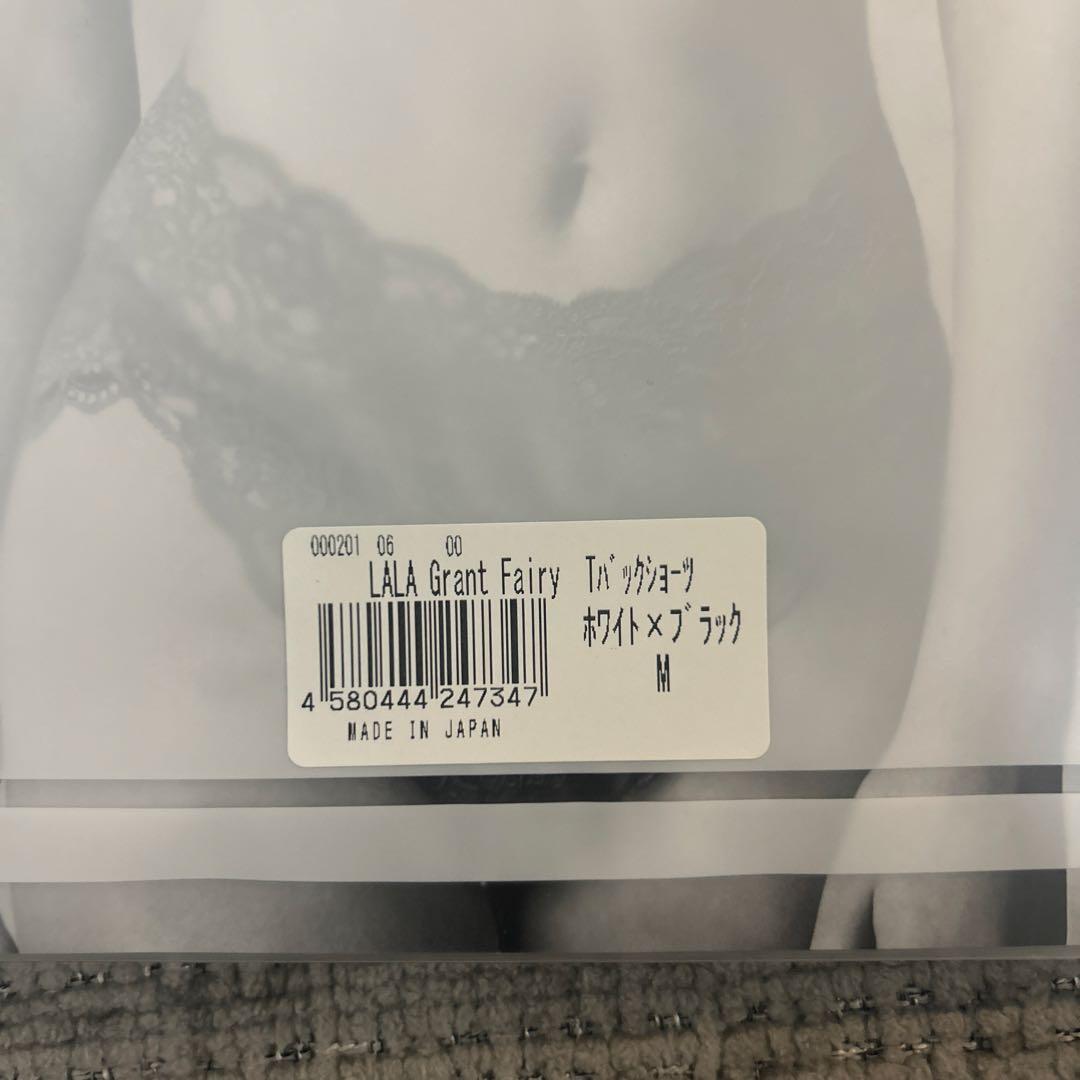 000201 06 00
LALA Grant Fairy Tﾊﾞｯｸｼｮｰﾂ
ﾎﾜｲﾄ×ﾌﾞﾗｯｸ
M
4 580444 247347
MADE IN JAPAN